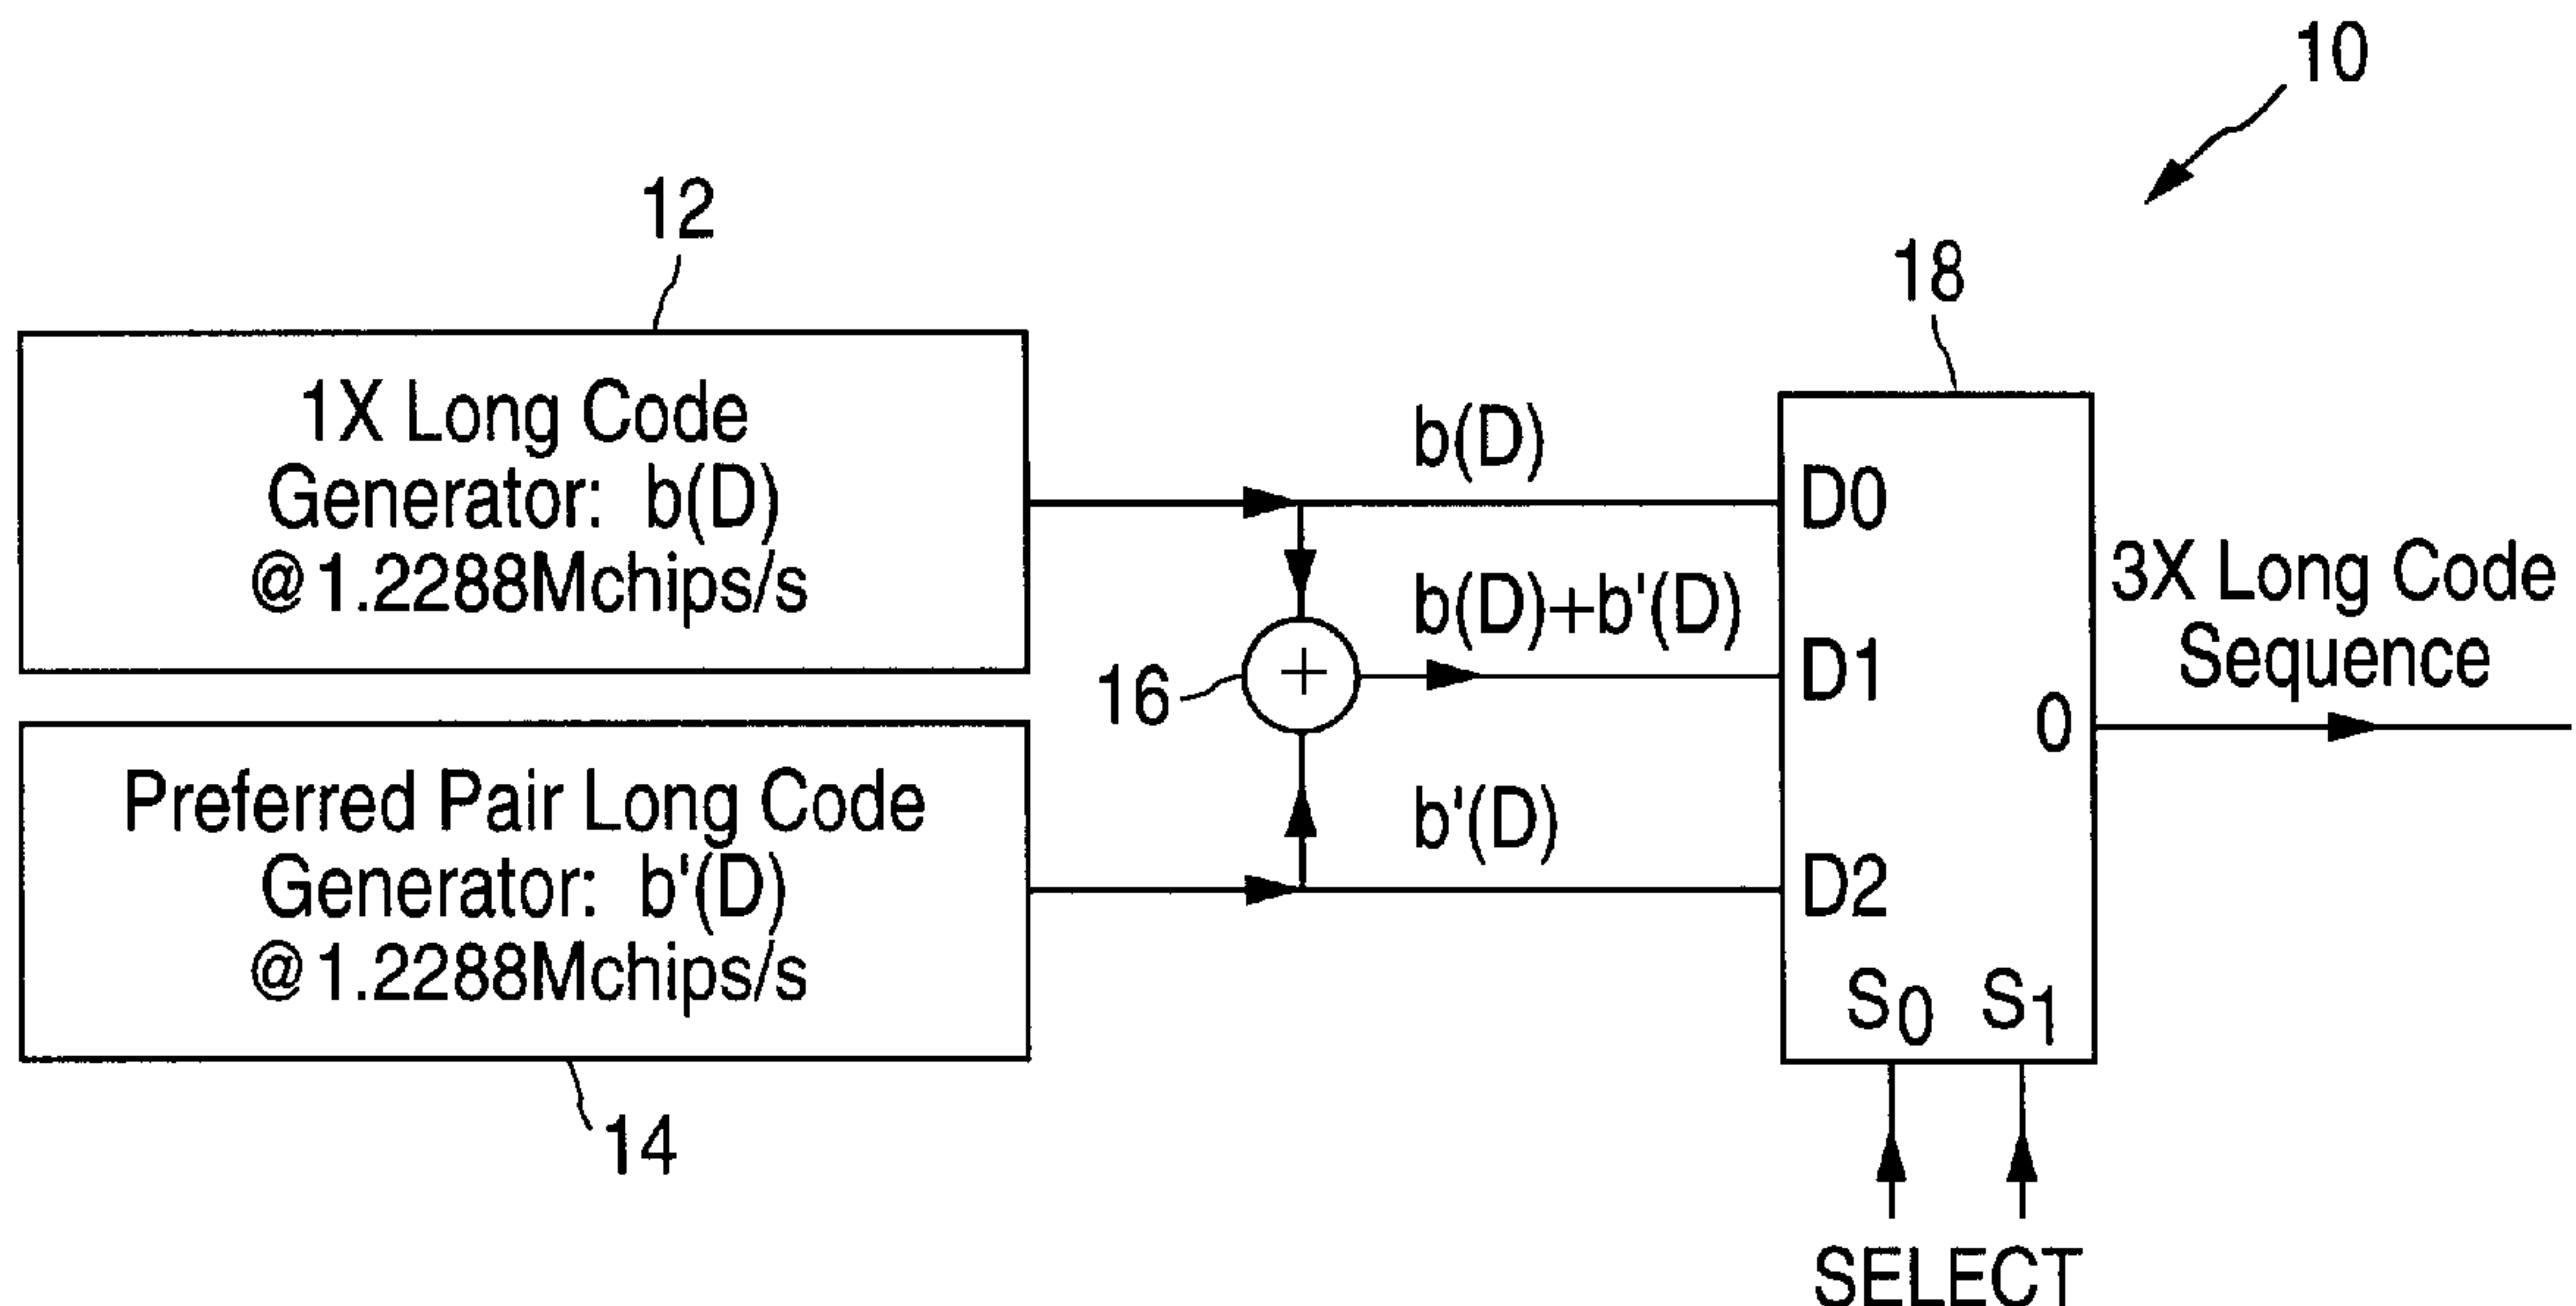 10
12
1X Long Code
Generator: b(D)
@1.2288Mchips/s
18
b(D)
D0
b(D)+b'(D)
D1
16
3X Long Code
Sequence
0
Preferred Pair Long Code
Generator: b'(D)
@1.2288Mchips/s
b'(D)
D2
S0 S1
14
SELECT